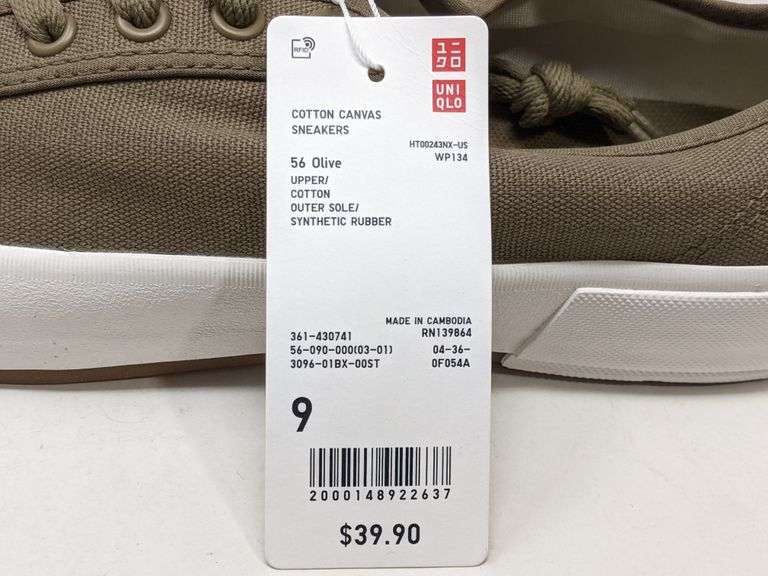 RFID
ユニ
クロ
UNI
QLO
COTTON CANVAS
SNEAKERS
HT00243NX-US
WP134
56 Olive
UPPER/
COTTON
OUTER SOLE/
SYNTHETIC RUBBER
MADE IN CAMBODIA
361-430741 RN139864
56-090-000(03-01) 04-36-
3096-01BX-00ST 0F054A
9
2000148922637
$39.90